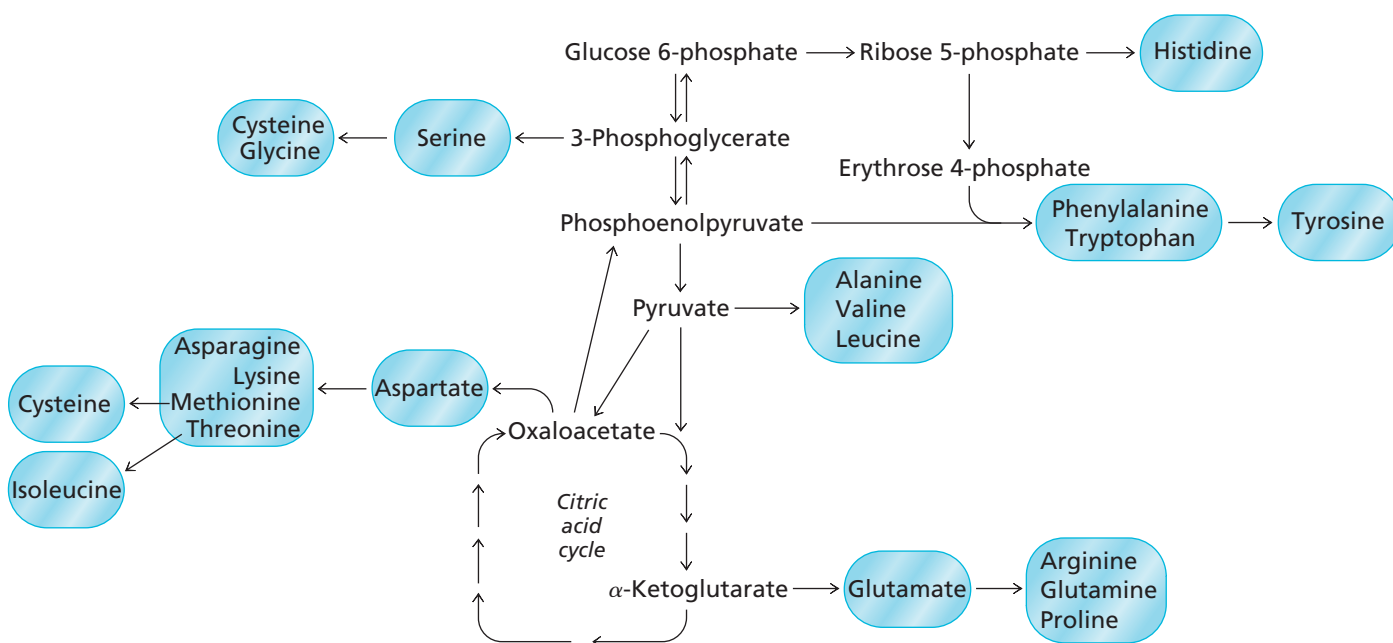 Glucose 6-phosphate
Ribose 5-phosphate
Histidine
Cysteine
Glycine
Serine
3-Phosphoglycerate
Erythrose 4-phosphate
Phosphoenolpyruvate
Phenylalanine
Tryptophan
Tyrosine
Pyruvate
Alanine
Valine
Leucine
Asparagine
Lysine
Methionine
Threonine
Aspartate
Cysteine
Isoleucine
Oxaloacetate
Citric
acid
cycle
α-Ketoglutarate
Glutamate
Arginine
Glutamine
Proline